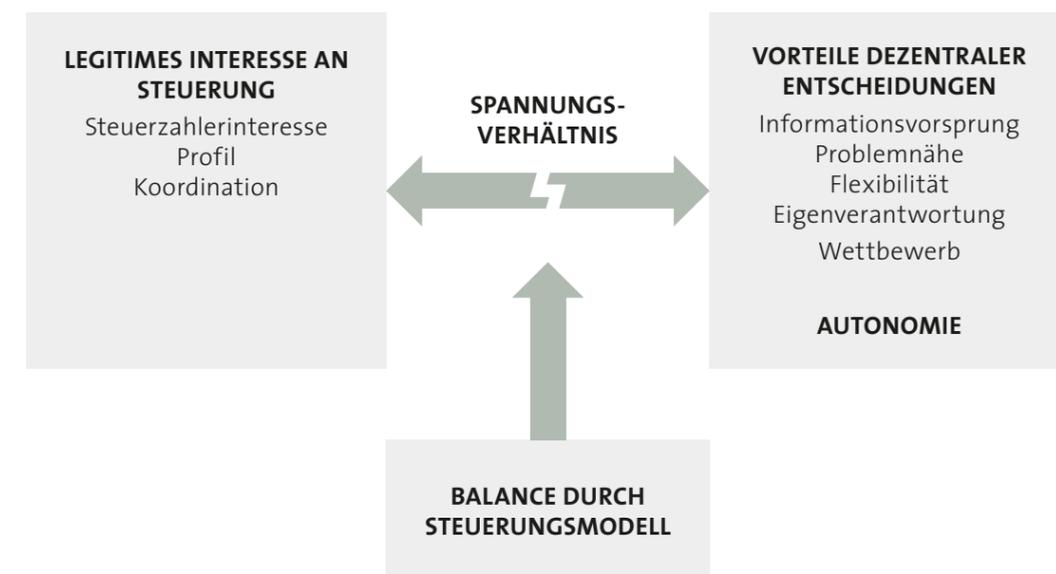 LEGITIMES INTERESSE AN
STEUERUNG
Steuerzahlerinteresse
Profil
Koordination
SPANNUNGS-
VERHÄLTNIS
VORTEILE DEZENTRALER
ENTSCHEIDUNGEN
Informationsvorsprung
Problemnähe
Flexibilität
Eigenverantwortung
Wettbewerb
AUTONOMIE
BALANCE DURCH
STEUERUNGSMODELL